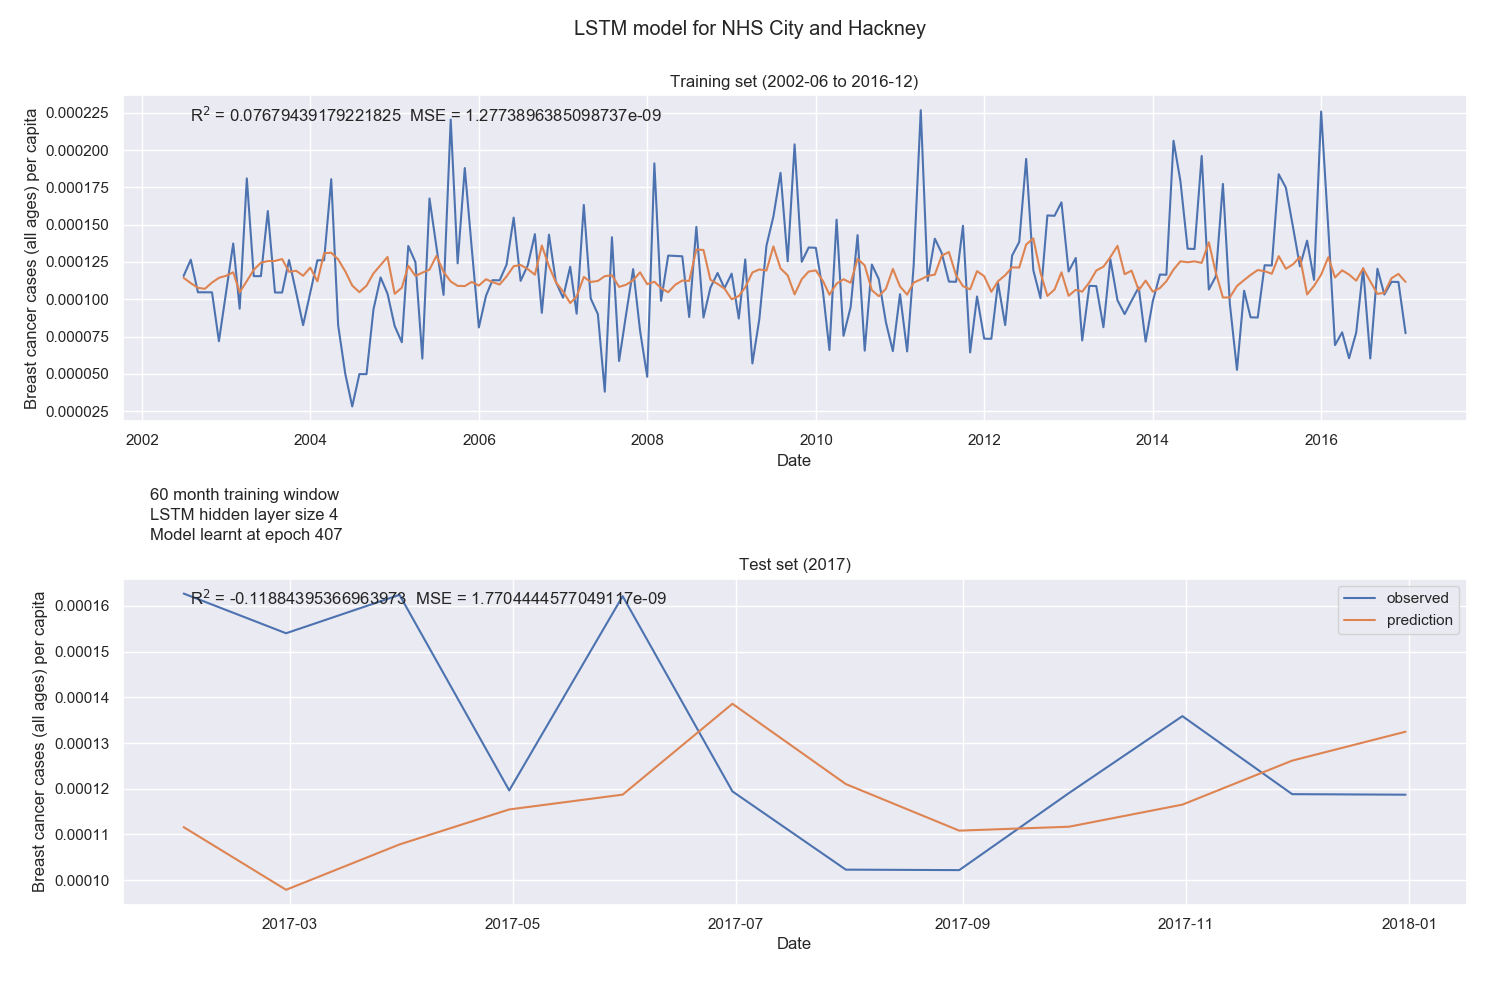 LSTM model for NHS City and Hackney
Training set (2002-06 to 2016-12)
R² = 0.07679439179221825 MSE = 1.2773896385098737e-09
Breast cancer cases (all ages) per capita
0.000225
0.000200
0.000175
0.000150
0.000125
0.000100
0.000075
0.000050
0.000025
2002 2004 2006 2008 2010 2012 2014 2016
Date
60 month training window
LSTM hidden layer size 4
Model learnt at epoch 407
Test set (2017)
R² = -0.11884395366963973 MSE = 1.7704444577049117e-09
observed
prediction
Breast cancer cases (all ages) per capita
0.00016
0.00015
0.00014
0.00013
0.00012
0.00011
0.00010
2017-03 2017-05 2017-07 2017-09 2017-11 2018-01
Date